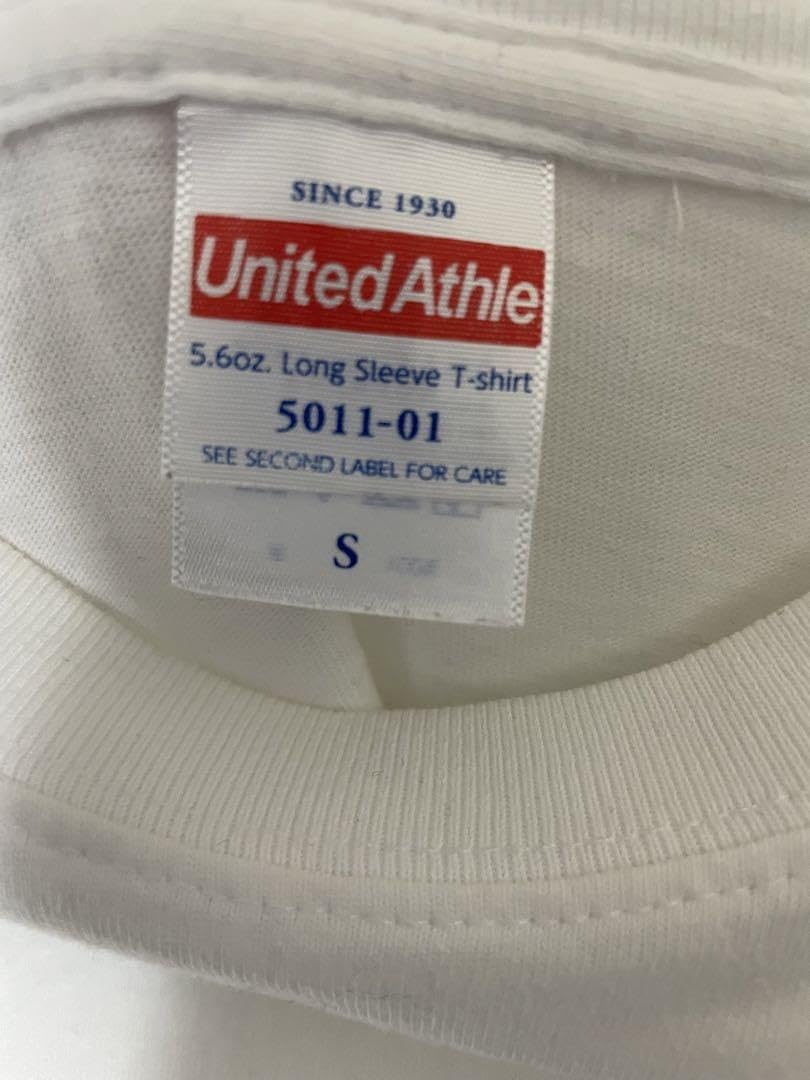 SINCE 1930
United Athle
5.6oz. Long Sleeve T-shirt
5011-01
SEE SECOND LABEL FOR CARE
S